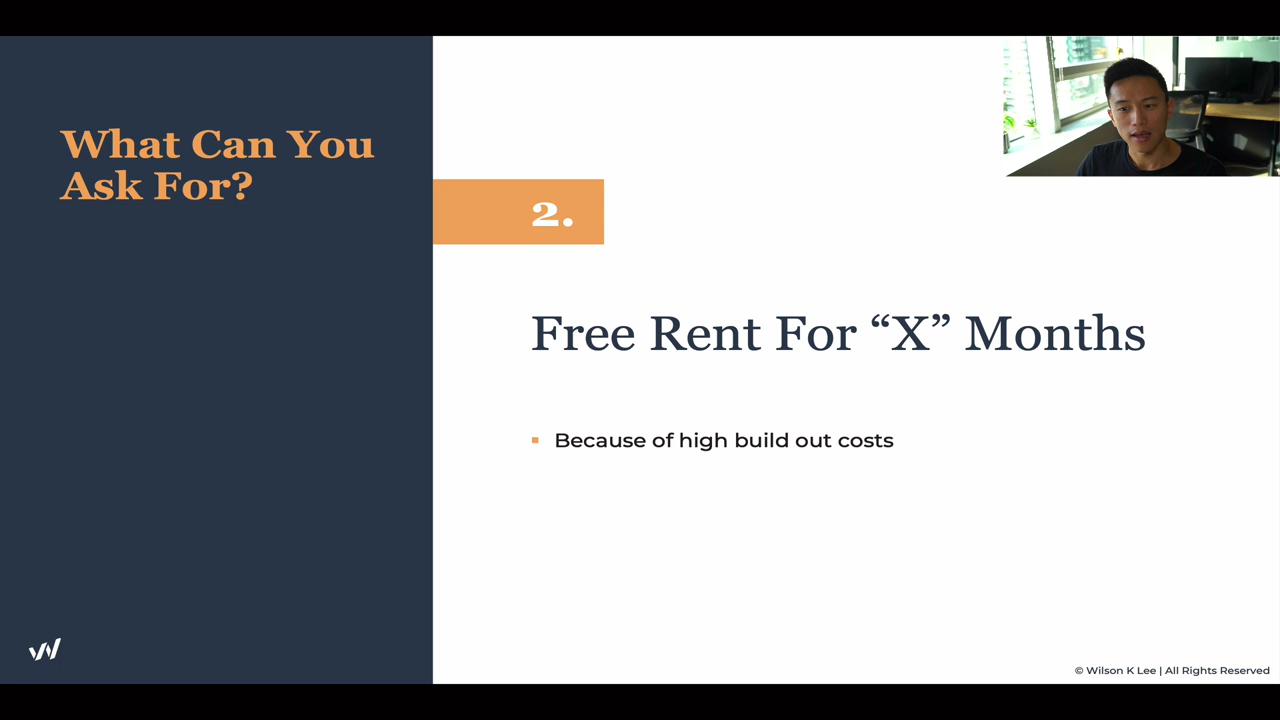 What Can You
Ask For?
2.
Free Rent For “X” Months
▪ Because of high build out costs
© Wilson K Lee | All Rights Reserved